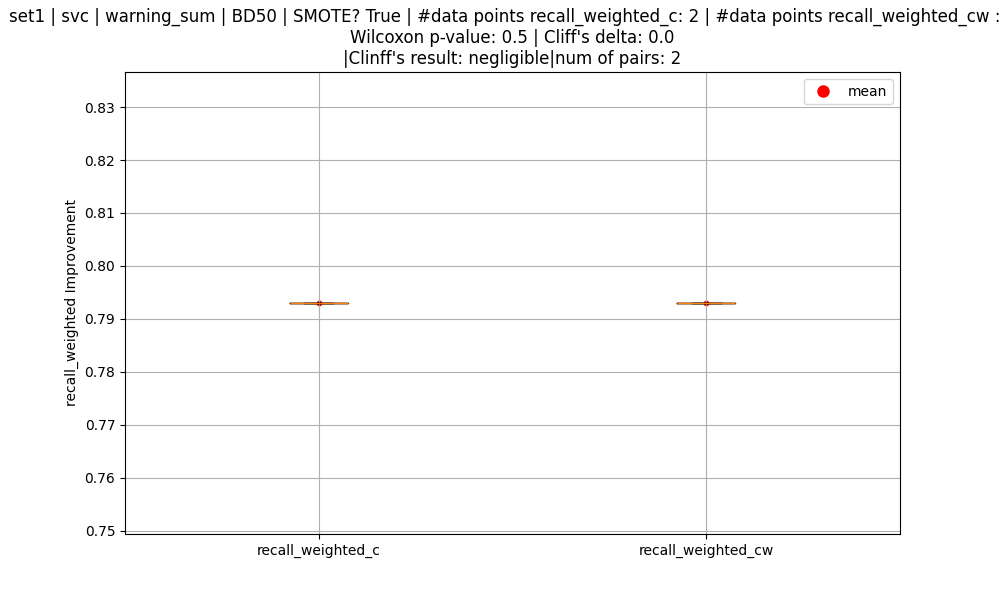 set1 | svc | warning_sum | BD50 | SMOTE? True | #data points recall_weighted_c: 2 | #data points recall_weighted_cw :
Wilcoxon p-value: 0.5 | Cliff's delta: 0.0
|Clinff's result: negligible|num of pairs: 2
mean
0.83
0.82
0.81
0.80
0.79
0.78
0.77
0.76
0.75
recall_weighted Improvement
recall_weighted_c
recall_weighted_cw